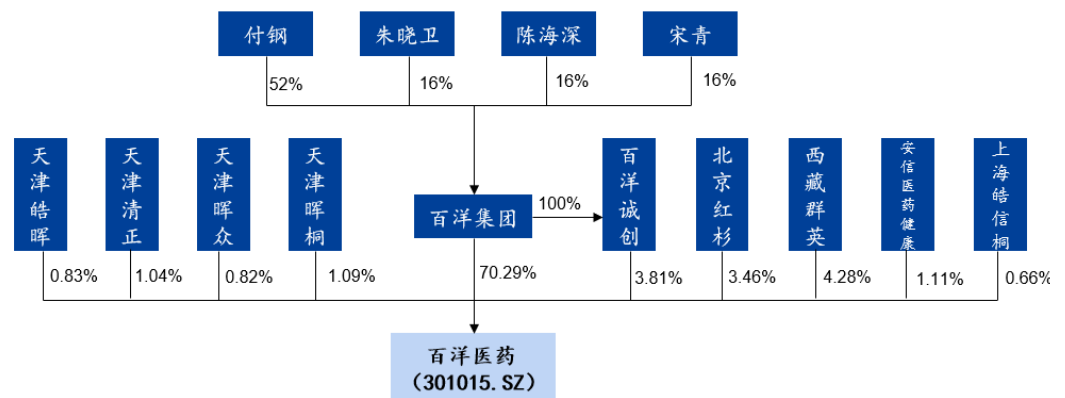 付钢
朱晓卫
陈海深
宋青
52%
16%
16%
16%
天津皓晖
天津清正
天津晖众
天津晖桐
百洋集团
100%
百洋诚创
北京红杉
西藏群英
安信医药健康
上海皓信桐
0.83%
1.04%
0.82%
1.09%
70.29%
3.81%
3.46%
4.28%
1.11%
0.66%
百洋医药
（301015.SZ）